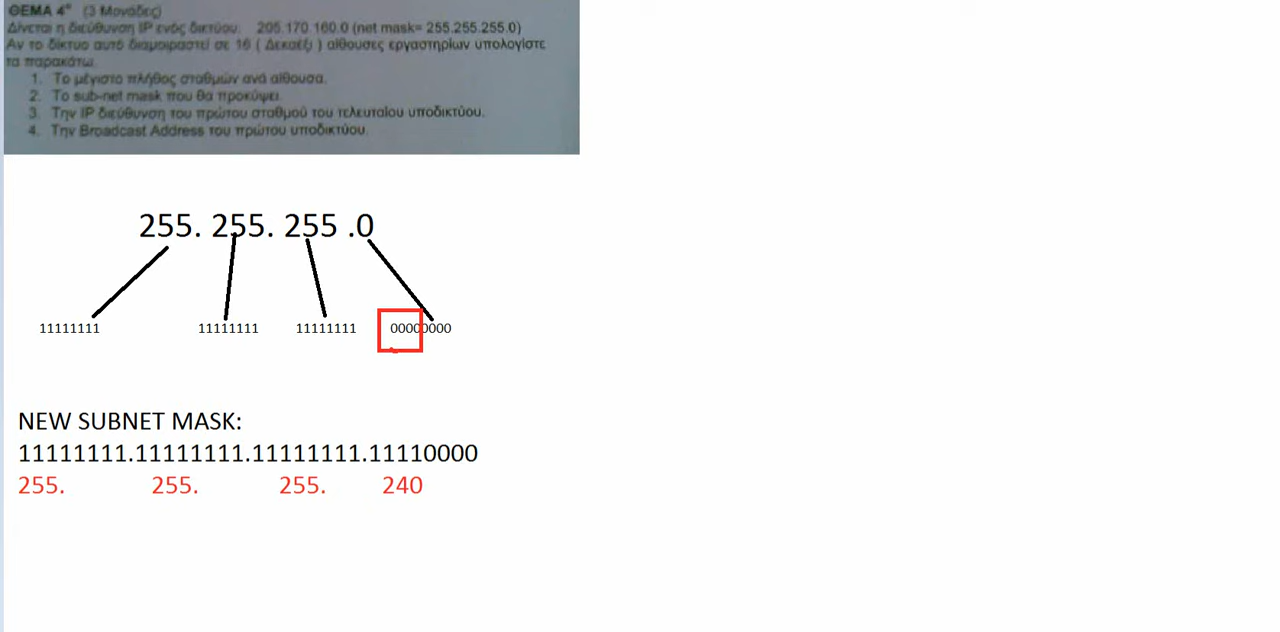 ΘΕΜΑ 4° (3 Μονάδες)
Δίνεται η διεύθυνση IP ενός δικτύου. 205.170.160.0 (net mask= 255.255.255.0)
Αν το δίκτυο αυτό διαμοιραστεί σε 16 ( Δεκαέξι ) αίθουσες εργαστηρίων υπολογίστε
τα παρακάτω.
1. Το μέγιστο πλήθος σταθμών ανά αίθουσα.
2. Το sub-net mask που θα προκύψει.
3. Την IP διεύθυνση του πρώτου σταθμού του τελευταίου υποδικτύου.
4. Την Broadcast Address του πρώτου υποδικτύου.
255. 255. 255 .0
11111111 11111111 11111111 00000000
NEW SUBNET MASK:
11111111.11111111.11111111.11110000
255. 255. 255. 240